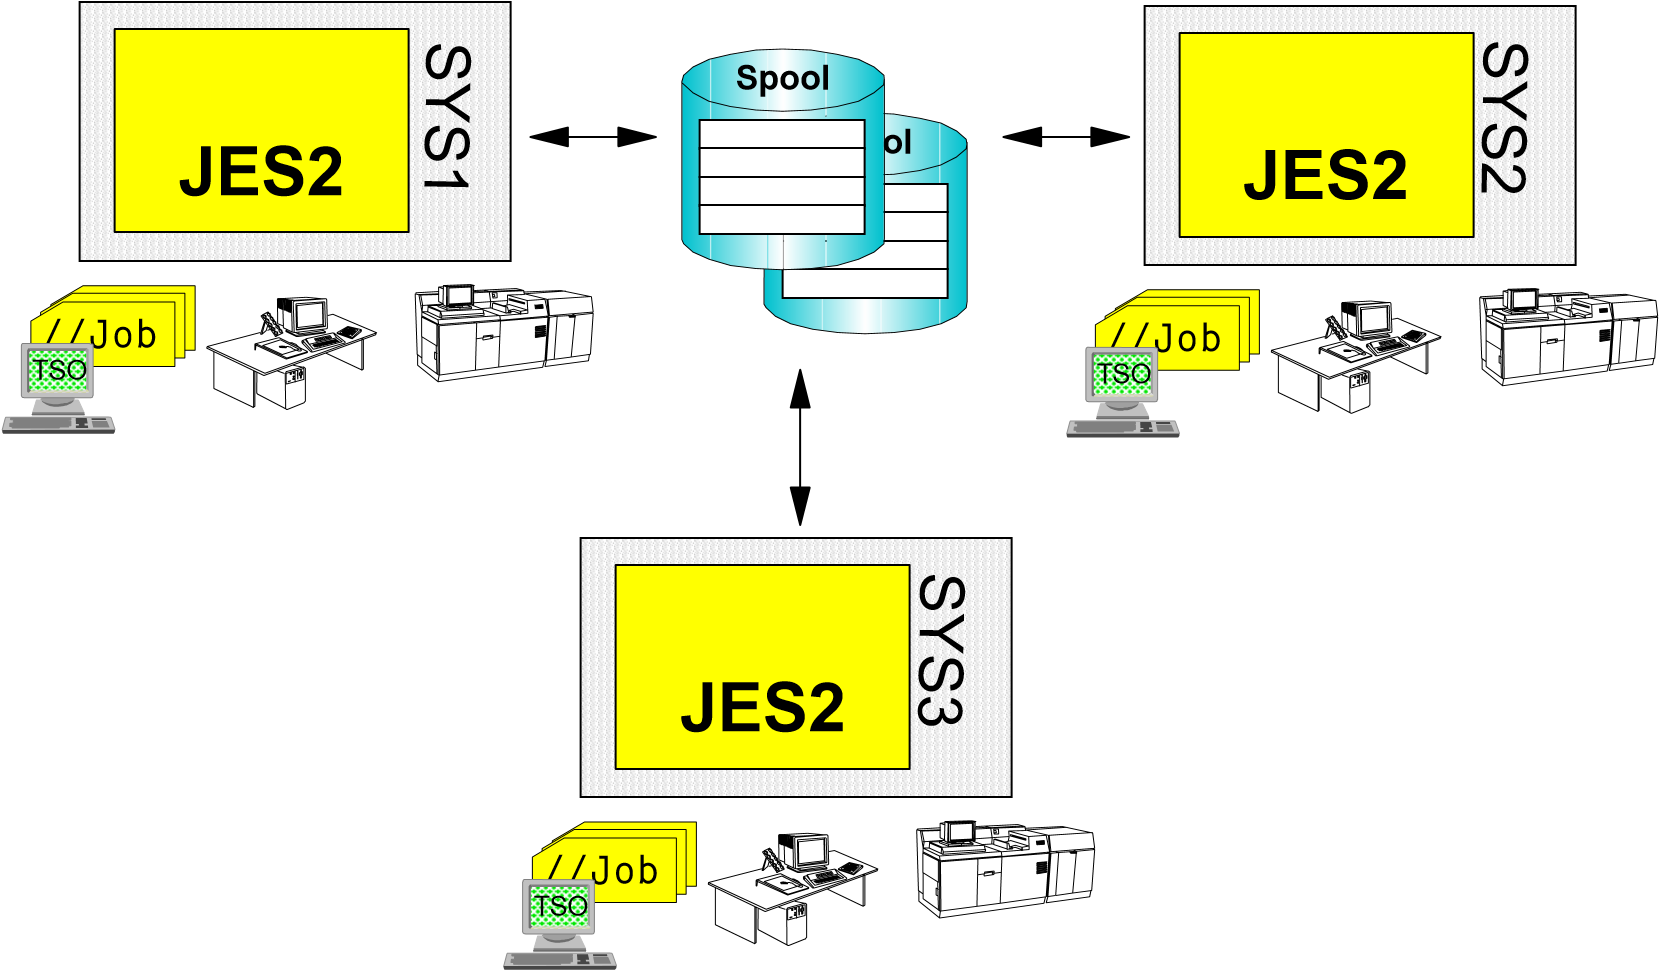 JES2
SYS1
Spool
ol
JES2
SYS2
//Job
TSO
//Job
TSO
JES2
SYS3
//Job
TSO